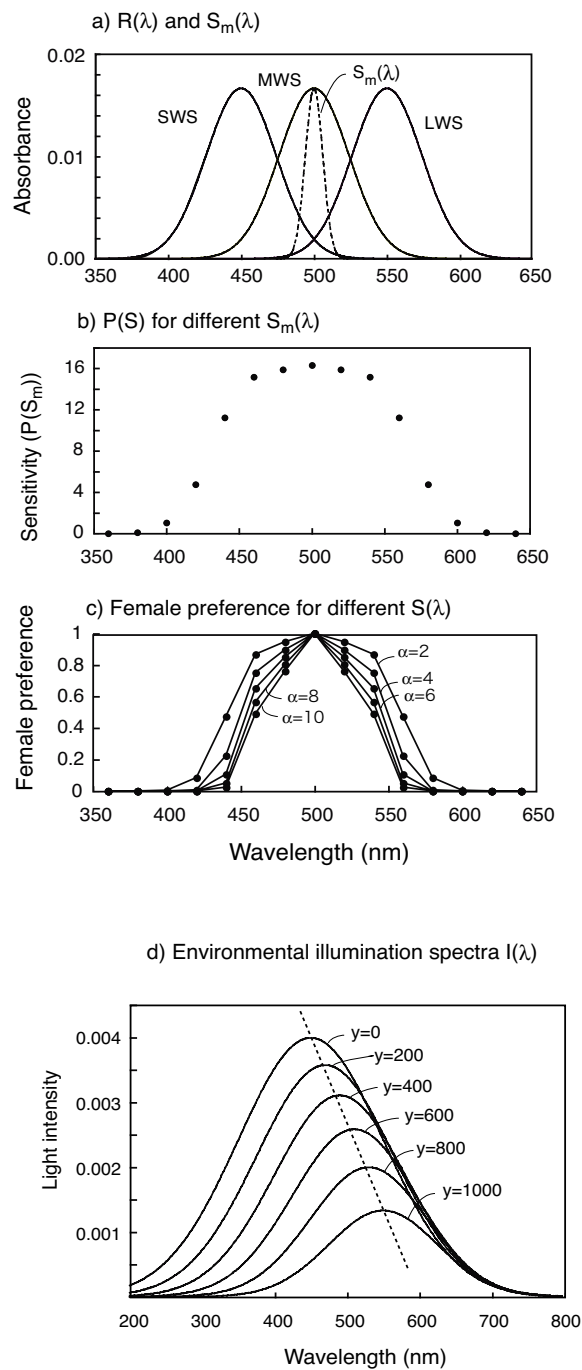 a) R(λ) and Sm(λ)
0.02
0.01
0.00
Absorbance
SWS
MWS
Sm(λ)
LWS
350 400 450 500 550 600 650
b) P(S) for different Sm(λ)
16
12
8
4
0
Sensitivity (P(Sm))
350 400 450 500 550 600 650
c) Female preference for different S(λ)
1
0.8
0.6
0.4
0.2
0
Female preference
α=2
α=4
α=6
α=8
α=10
350 400 450 500 550 600 650
Wavelength (nm)
d) Environmental illumination spectra I(λ)
0.004
0.003
0.002
0.001
Light intensity
y=0
y=200
y=400
y=600
y=800
y=1000
200 300 400 500 600 700 800
Wavelength (nm)